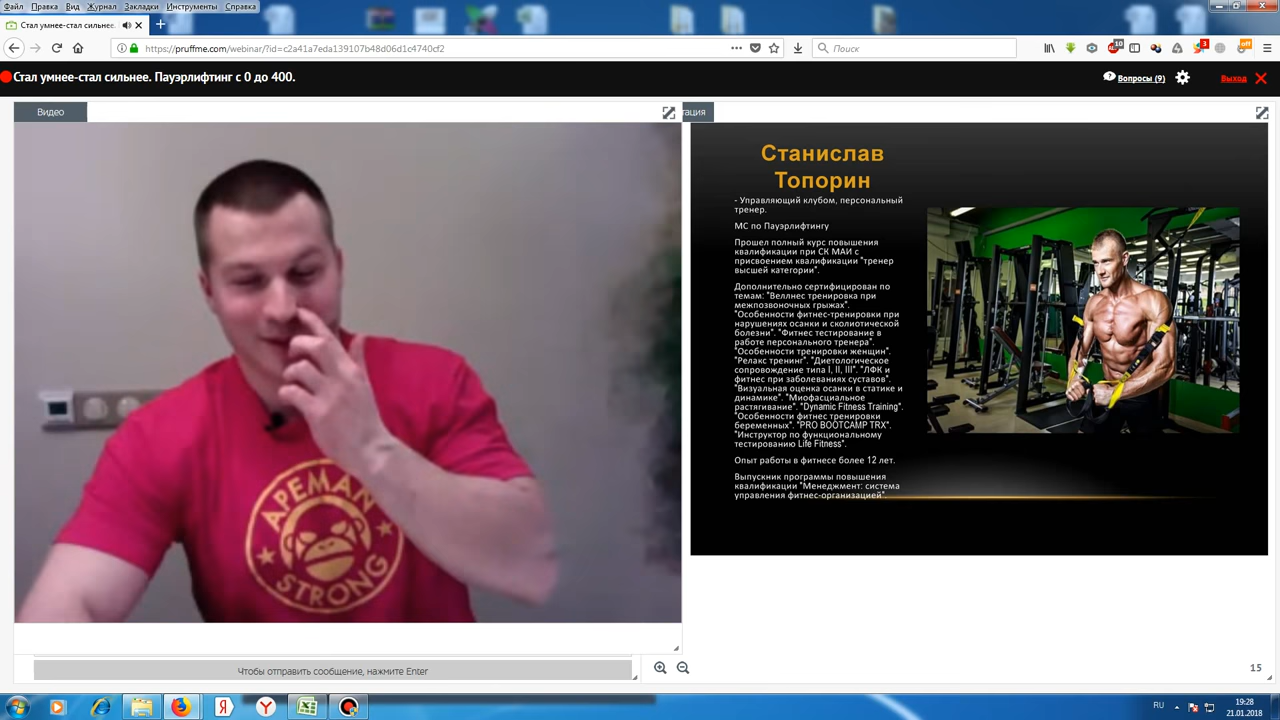 Файл Правка Вид Журнал Закладки Инструменты Справка
Стал умнее-стал сильнее.
https://pruffme.com/webinar/?id=c2a41a7eda139107b48d06d1c4740cf2
Поиск
10
3
off
Стал умнее-стал сильнее. Пауэрлифтинг с 0 до 400.
Вопросы (9)
Выход
Видео
тация
Станислав
Топорин
- Управляющий клубом, персональный
тренер.
МС по Пауэрлифтингу
Прошел полный курс повышения
квалификации при СК МАИ с
присвоением квалификации "тренер
высшей категории".
Дополнительно сертифицирован по
темам: "Веллнес тренировка при
межпозвоночных грыжах".
"Особенности фитнес-тренировки при
нарушениях осанки и сколиотической
болезни". "Фитнес тестирование в
работе персонального тренера".
"Особенности тренировки женщин".
"Релакс тренинг". "Диетологическое
сопровождение типа I, II, III". "ЛФК и
фитнес при заболеваниях суставов".
"Визуальная оценка осанки в статике и
динамике". "Миофасциальное
растягивание". "Dynamic Fitness Training".
"Особенности фитнес тренировки
беременных". "PRO BOOTCAMP TRX".
"Инструктор по функциональному
тестированию Life Fitness".
Опыт работы в фитнесе более 12 лет.
Выпускник программы повышения
квалификации "Менеджмент: система
управления фитнес-организацией".
APEMAN
STRONG
Чтобы отправить сообщение, нажмите Enter
15
RU
19:28
21.01.2018